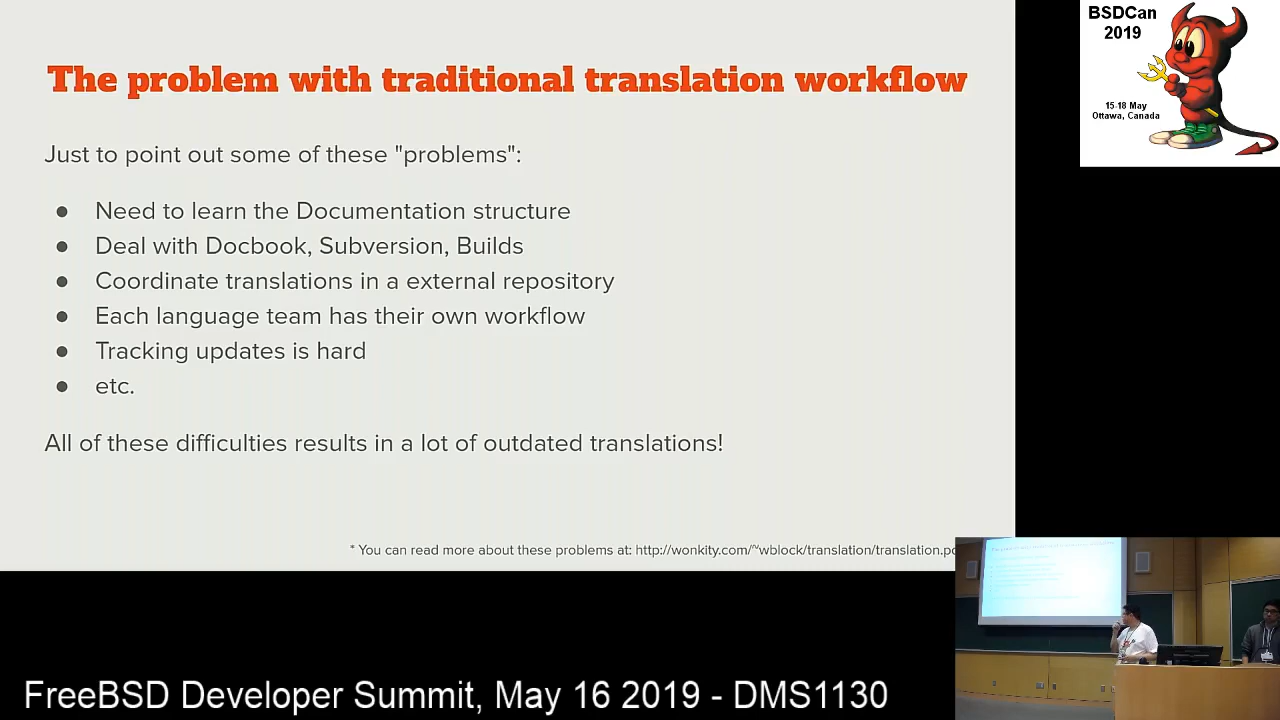 The problem with traditional translation workflow
Just to point out some of these "problems":
● Need to learn the Documentation structure
● Deal with Docbook, Subversion, Builds
● Coordinate translations in a external repository
● Each language team has their own workflow
● Tracking updates is hard
● etc.
All of these difficulties results in a lot of outdated translations!
* You can read more about these problems at: http://wonkity.com/~wblock/translation/translation.pd
BSDCan
2019
15-18 May
Ottawa, Canada
FreeBSD Developer Summit, May 16 2019 - DMS1130